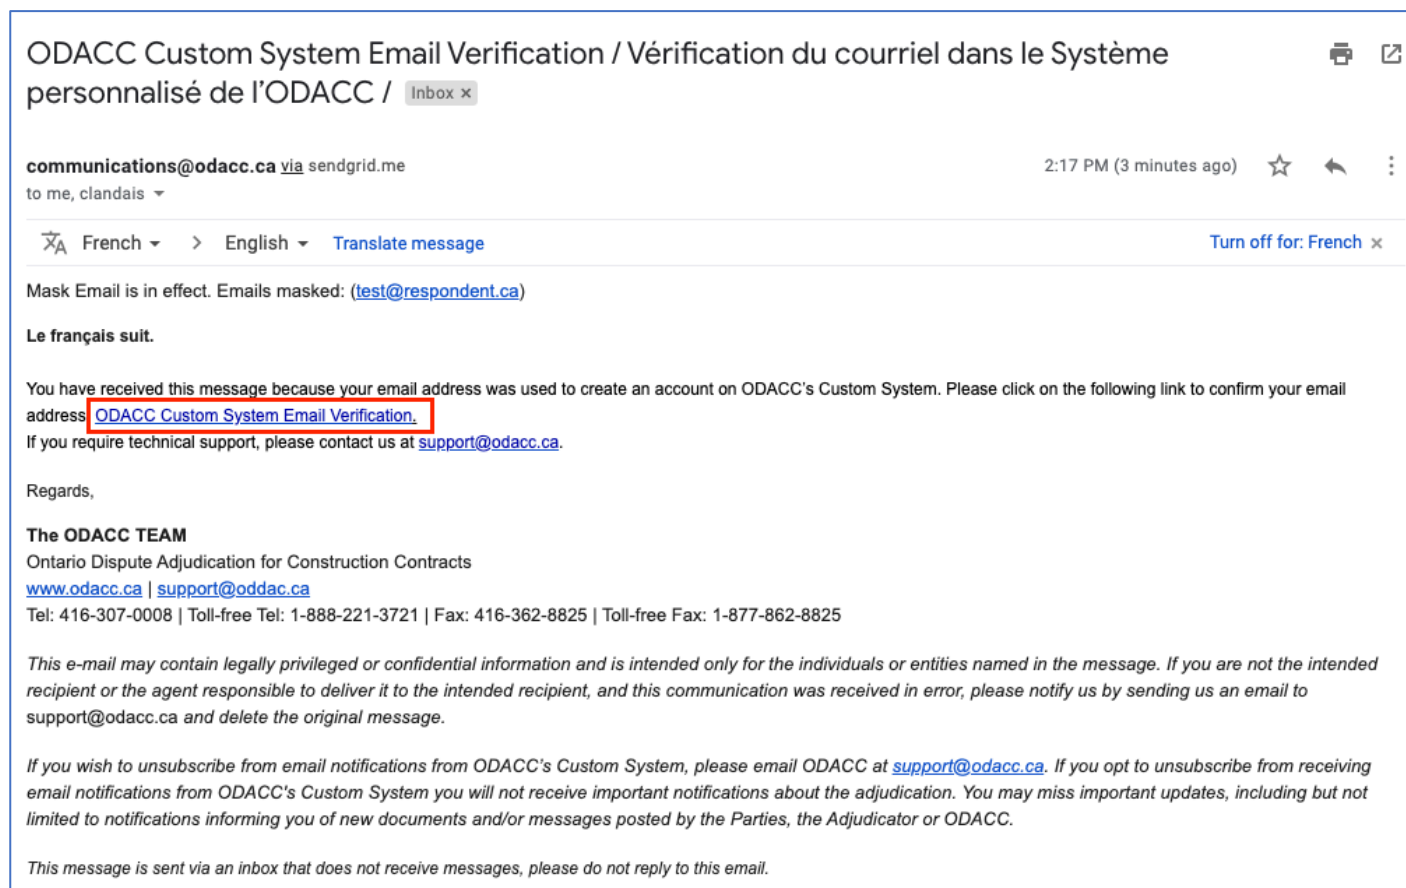 ODACC Custom System Email Verification / Vérification du courriel dans le Système
personnalisé de l'ODACC / Inbox ×
communications@odacc.ca via sendgrid.me 2:17 PM (3 minutes ago)
to me, clandais
French > English Translate message Turn off for: French ×
Mask Email is in effect. Emails masked: (test@respondent.ca)
Le français suit.
You have received this message because your email address was used to create an account on ODACC's Custom System. Please click on the following link to confirm your email
address ODACC Custom System Email Verification.
If you require technical support, please contact us at support@odacc.ca.
Regards,
The ODACC TEAM
Ontario Dispute Adjudication for Construction Contracts
www.odacc.ca | support@oddac.ca
Tel: 416-307-0008 | Toll-free Tel: 1-888-221-3721 | Fax: 416-362-8825 | Toll-free Fax: 1-877-862-8825
This e-mail may contain legally privileged or confidential information and is intended only for the individuals or entities named in the message. If you are not the intended
recipient or the agent responsible to deliver it to the intended recipient, and this communication was received in error, please notify us by sending us an email to
support@odacc.ca and delete the original message.
If you wish to unsubscribe from email notifications from ODACC's Custom System, please email ODACC at support@odacc.ca. If you opt to unsubscribe from receiving
email notifications from ODACC's Custom System you will not receive important notifications about the adjudication. You may miss important updates, including but not
limited to notifications informing you of new documents and/or messages posted by the Parties, the Adjudicator or ODACC.
This message is sent via an inbox that does not receive messages, please do not reply to this email.